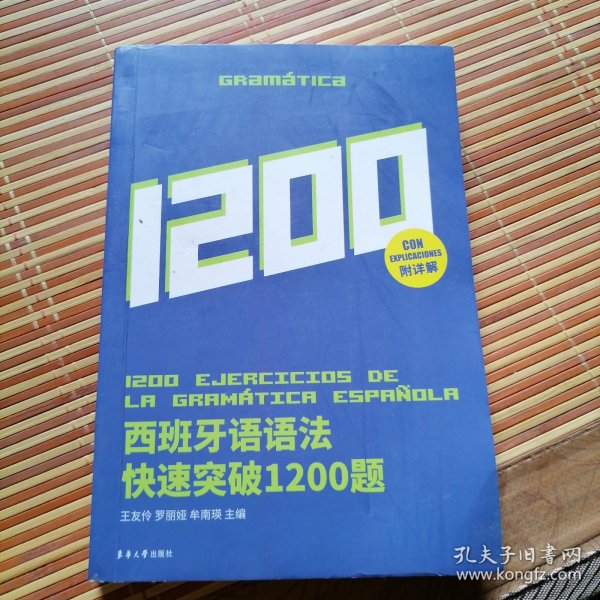 GRamática
1200
CON
EXPLICACIONES
附详解
1200 EJERCICIOS DE
LA GRAMÁTICA ESPAÑOLA
西班牙语语法
快速突破1200题
王友伶 罗丽娅 牟南瑛 主编
东华大学出版社
孔夫子旧书网
www.kongfz.com